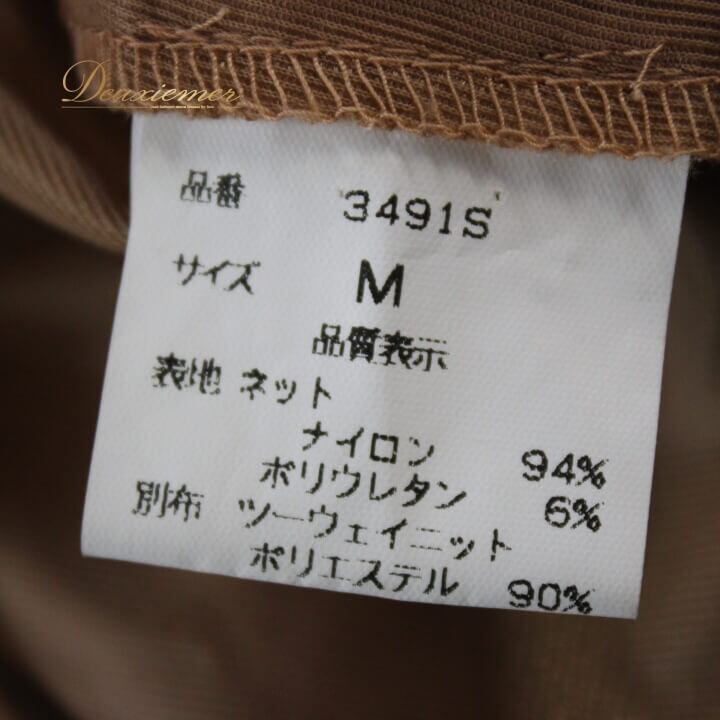 Deuxiemer
品番 3491S
サイズ M
品質表示
表地 ネット
ナイロン 94%
ポリウレタン 6%
別布 ツーウェイニット
ポリエステル 90%